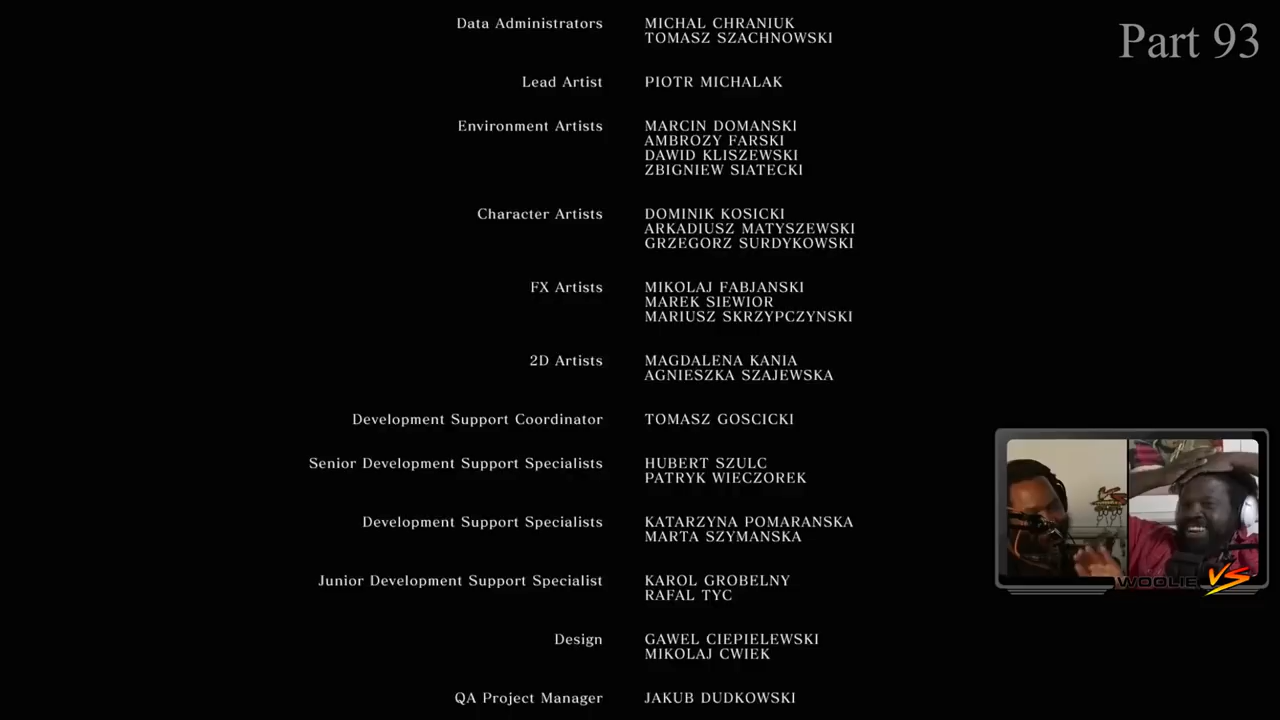 Part 93
Data Administrators MICHAL CHRANIUK
TOMASZ SZACHNOWSKI
Lead Artist PIOTR MICHALAK
Environment Artists MARCIN DOMANSKI
AMBROZY FARSKI
DAWID KLISZEWSKI
ZBIGNIEW SIATECKI
Character Artists DOMINIK KOSICKI
ARKADIUSZ MATYSZEWSKI
GRZEGORZ SURDYKOWSKI
FX Artists MIKOLAJ FABJANSKI
MAREK SIEWIOR
MARIUSZ SKRZYPCZYNSKI
2D Artists MAGDALENA KANIA
AGNIESZKA SZAJEWSKA
Development Support Coordinator TOMASZ GOSCICKI
Senior Development Support Specialists HUBERT SZULC
PATRYK WIECZOREK
Development Support Specialists KATARZYNA POMARANSKA
MARTA SZYMANSKA
Junior Development Support Specialist KAROL GROBELNY
RAFAL TYC
Design GAWEL CIEPIELEWSKI
MIKOLAJ CWIEK
QA Project Manager JAKUB DUDKOWSKI
WOOLIE VS